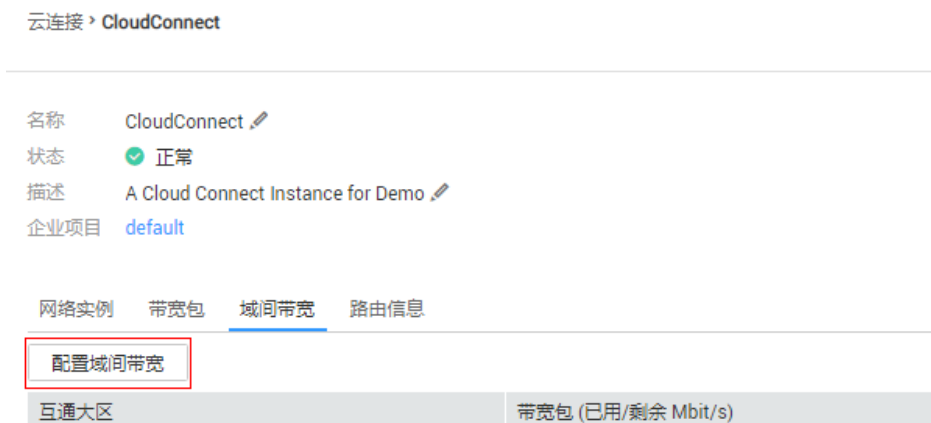 云连接 › CloudConnect
名称 CloudConnect
状态 正常
描述 A Cloud Connect Instance for Demo
企业项目 default
网络实例 带宽包 域间带宽 路由信息
配置域间带宽
互通大区 带宽包 (已用/剩余 Mbit/s)